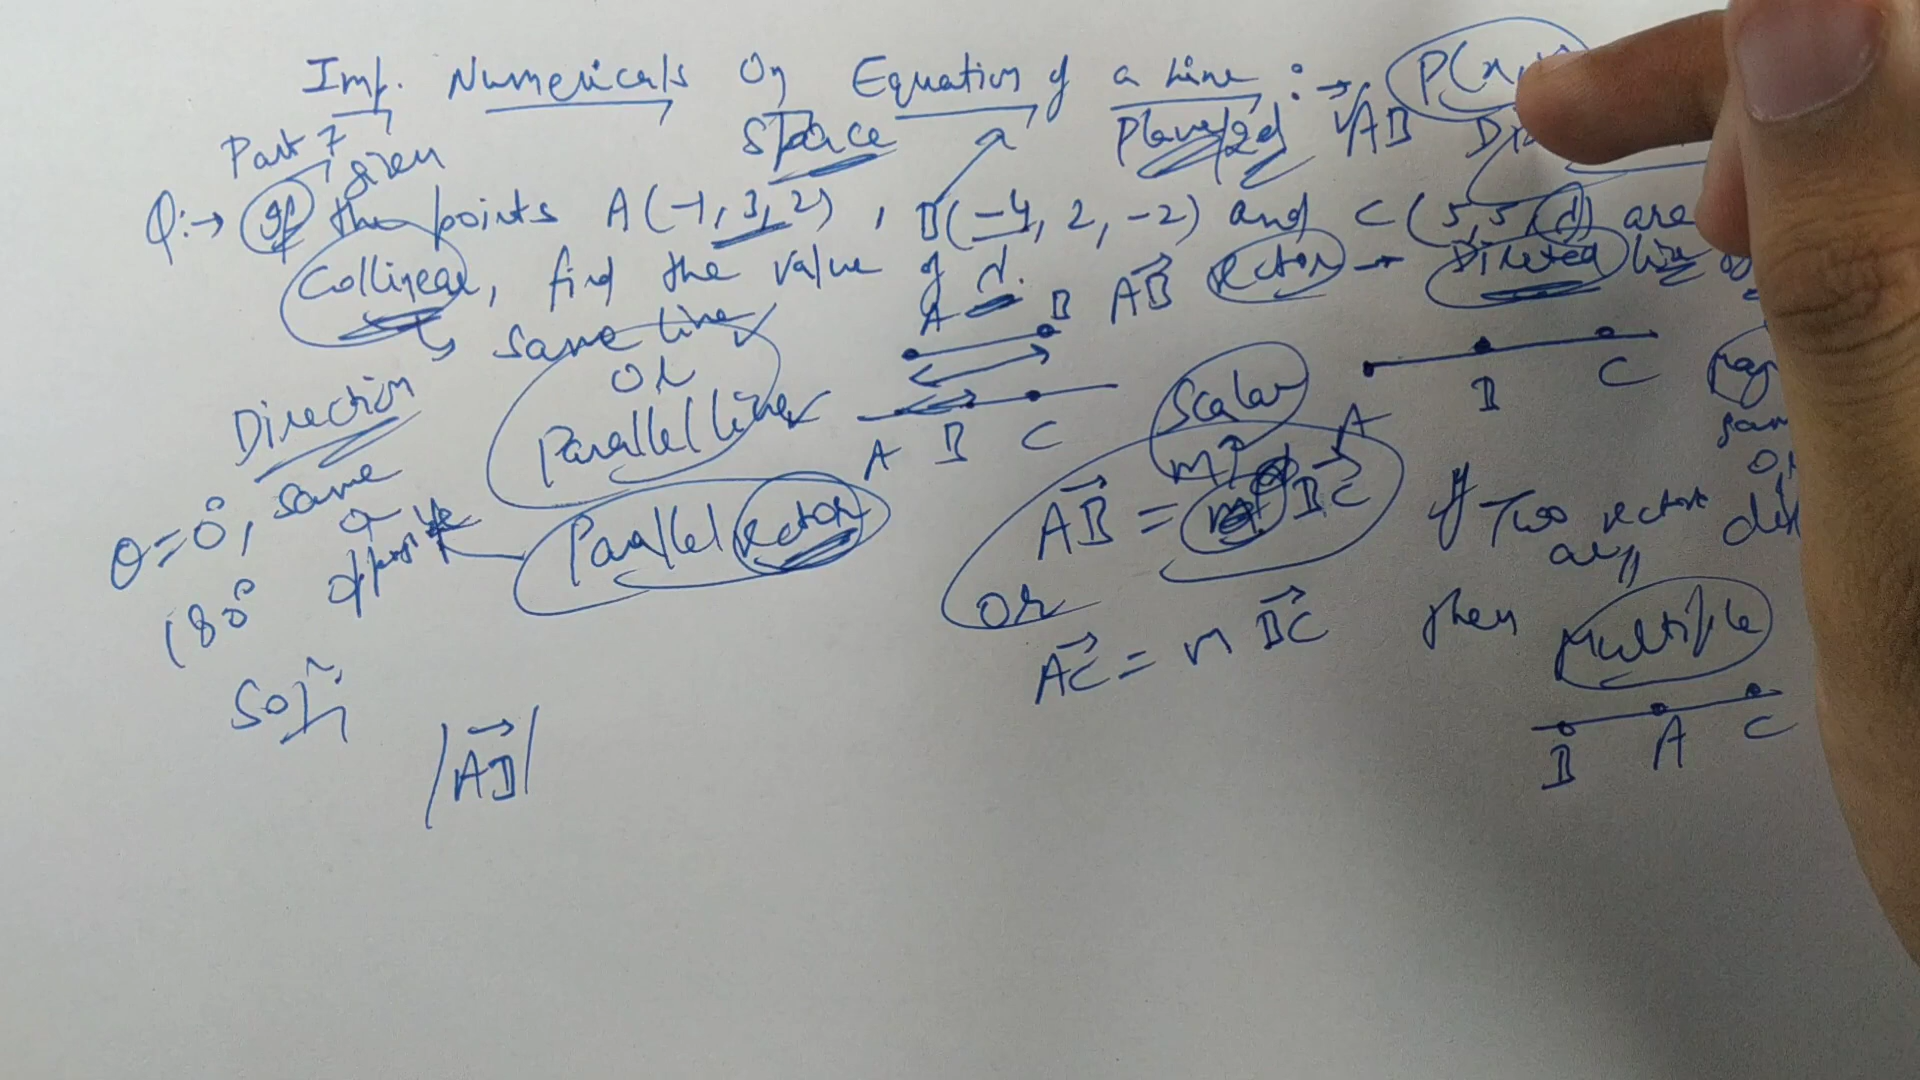 Imp. Numericals On Equation of a Line :→ P(x,
Part 7 Space a Plane/2d AB
given
Q:→ If the points A(-1, 3, 2), B(-4, 2, -2) and C(5, 5, d) are
Collinear, find the value of d. AB vector → Directed line
A B
same line
or
Parallel line
A B C
A B C
Direction
θ=0°, same
or
180° opposite
Parallel vector
Scalar
m?
AB = m BC If Two vectors
are ||
or
AC = m BC then Multiple
B A C
Solⁿ:
|AB|